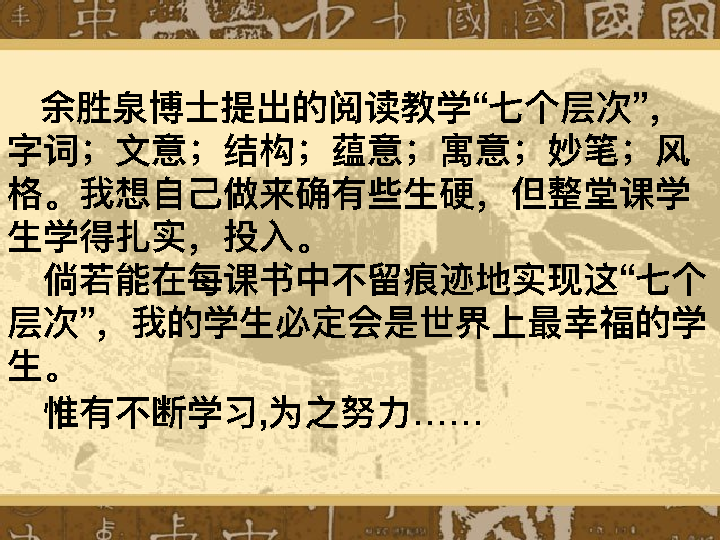 余胜泉博士提出的阅读教学“七个层次”，
字词；文意；结构；蕴意；寓意；妙笔；风
格。我想自己做来确有些生硬，但整堂课学
生学得扎实，投入。
倘若能在每课书中不留痕迹地实现这“七个
层次”，我的学生必定会是世界上最幸福的学
生。
惟有不断学习,为之努力……